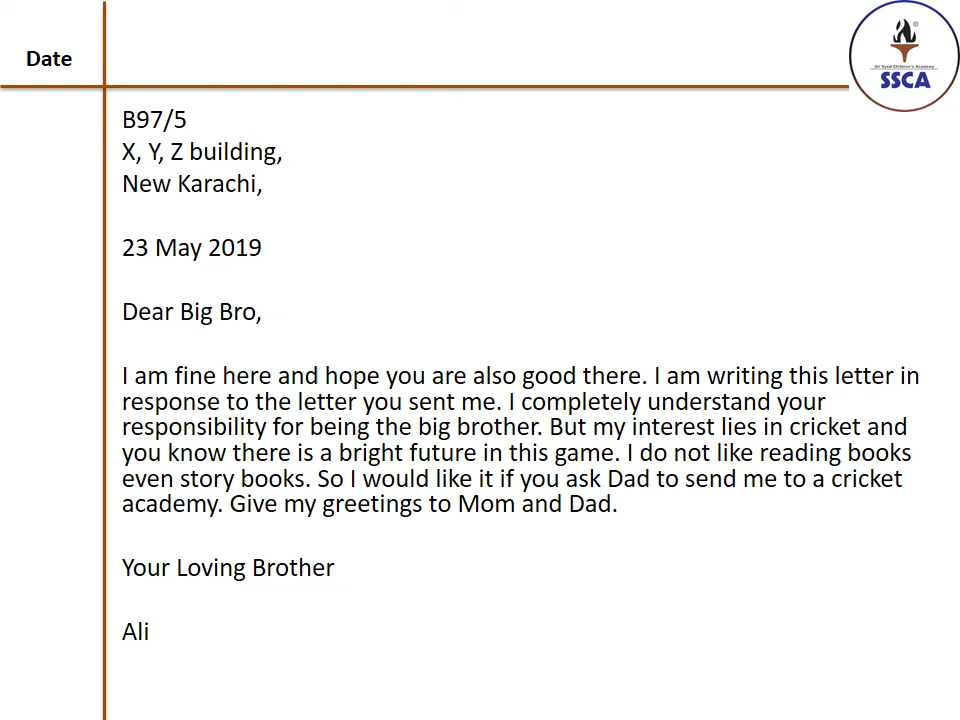 Date
©
Sir Syed Children's Academy
SSCA
B97/5
X, Y, Z building,
New Karachi,
23 May 2019
Dear Big Bro,
I am fine here and hope you are also good there. I am writing this letter in
response to the letter you sent me. I completely understand your
responsibility for being the big brother. But my interest lies in cricket and
you know there is a bright future in this game. I do not like reading books
even story books. So I would like it if you ask Dad to send me to a cricket
academy. Give my greetings to Mom and Dad.
Your Loving Brother
Ali